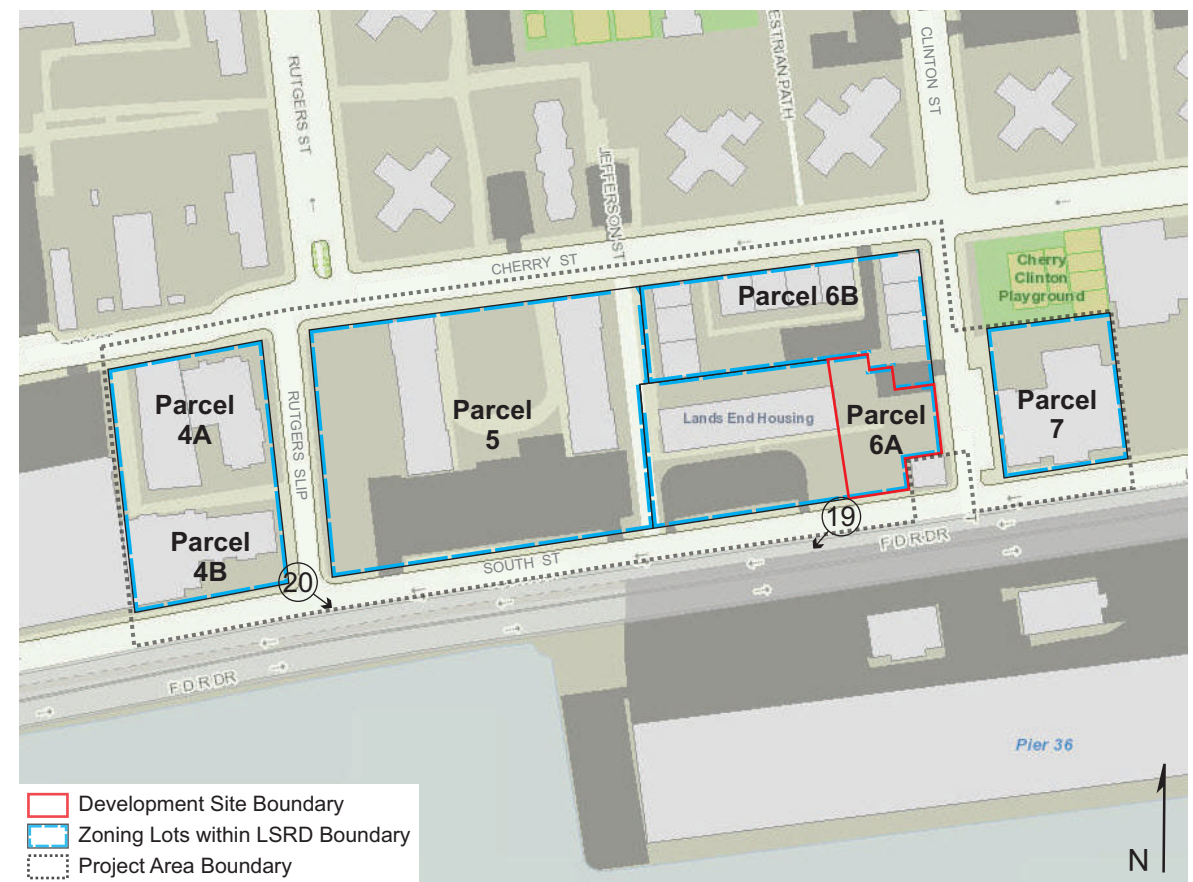 RUTGERS ST
ESTRIAN PATH
CLINTON ST
JEFFERSON ST
CHERRY ST
Cherry
Clinton
Playground
Parcel 6B
Parcel
4A
RUTGERS SLIP
Parcel
5
Lands End Housing
Parcel
6A
Parcel
7
Parcel
4B
19
20
SOUTH ST
F D R DR
F D R DR
Pier 36
Development Site Boundary
Zoning Lots within LSRD Boundary
Project Area Boundary
N